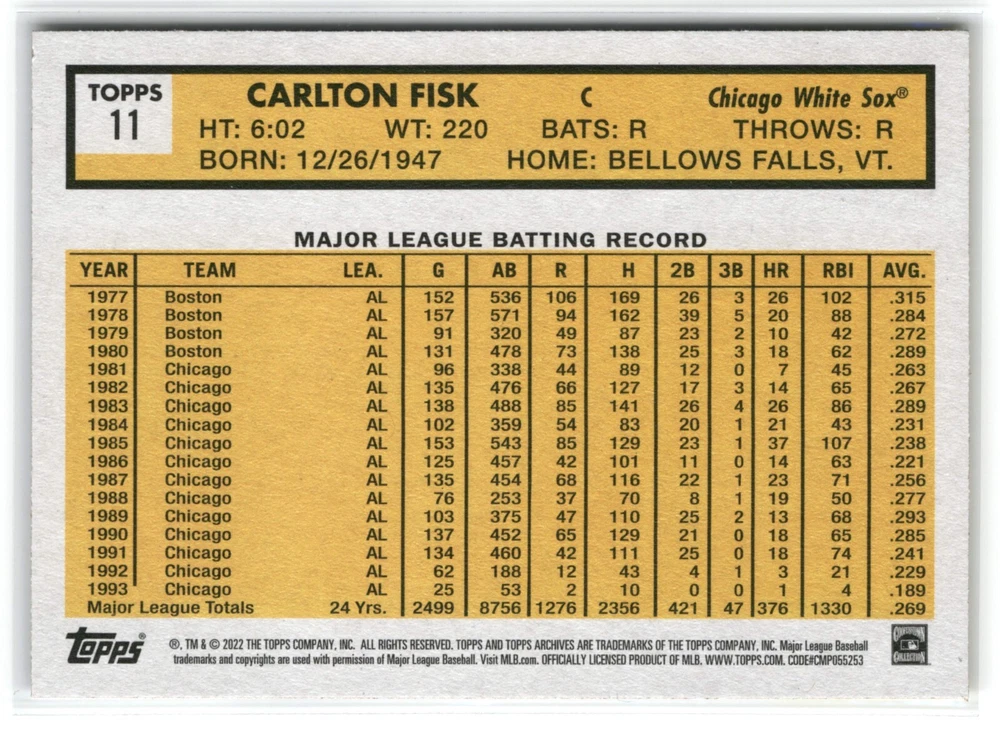 TOPPS
11
CARLTON FISK C Chicago White Sox®
HT: 6:02 WT: 220 BATS: R THROWS: R
BORN: 12/26/1947 HOME: BELLOWS FALLS, VT.
MAJOR LEAGUE BATTING RECORD
YEAR TEAM LEA. G AB R H 2B 3B HR RBI AVG.
1977 Boston AL 152 536 106 169 26 3 26 102 .315
1978 Boston AL 157 571 94 162 39 5 20 88 .284
1979 Boston AL 91 320 49 87 23 2 10 42 .272
1980 Boston AL 131 478 73 138 25 3 18 62 .289
1981 Chicago AL 96 338 44 89 12 0 7 45 .263
1982 Chicago AL 135 476 66 127 17 3 14 65 .267
1983 Chicago AL 138 488 85 141 26 4 26 86 .289
1984 Chicago AL 102 359 54 83 20 1 21 43 .231
1985 Chicago AL 153 543 85 129 23 1 37 107 .238
1986 Chicago AL 125 457 42 101 11 0 14 63 .221
1987 Chicago AL 135 454 68 116 22 1 23 71 .256
1988 Chicago AL 76 253 37 70 8 1 19 50 .277
1989 Chicago AL 103 375 47 110 25 2 13 68 .293
1990 Chicago AL 137 452 65 129 21 0 18 65 .285
1991 Chicago AL 134 460 42 111 25 0 18 74 .241
1992 Chicago AL 62 188 12 43 4 1 3 21 .229
1993 Chicago AL 25 53 2 10 0 0 1 4 .189
Major League Totals 24 Yrs. 2499 8756 1276 2356 421 47 376 1330 .269
Topps®
®, TM & © 2022 THE TOPPS COMPANY, INC. ALL RIGHTS RESERVED. TOPPS AND TOPPS ARCHIVES ARE TRADEMARKS OF THE TOPPS COMPANY, INC. Major League Baseball
trademarks and copyrights are used with permission of Major League Baseball. Visit MLB.com. OFFICIALLY LICENSED PRODUCT OF MLB. WWW.TOPPS.COM. CODE#CMP055253
COOPERSTOWN
COLLECTION